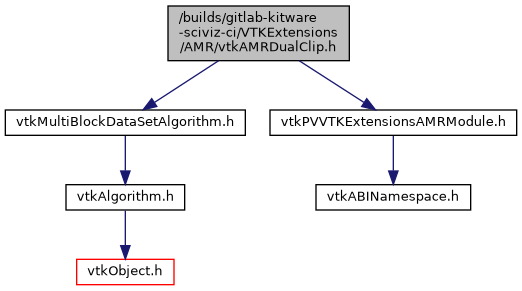 /builds/gitlab-kitware
-sciviz-ci/VTKExtensions
/AMR/vtkAMRDualClip.h
vtkMultiBlockDataSetAlgorithm.h
vtkPVVTKExtensionsAMRModule.h
vtkAlgorithm.h
vtkABINamespace.h
vtkObject.h